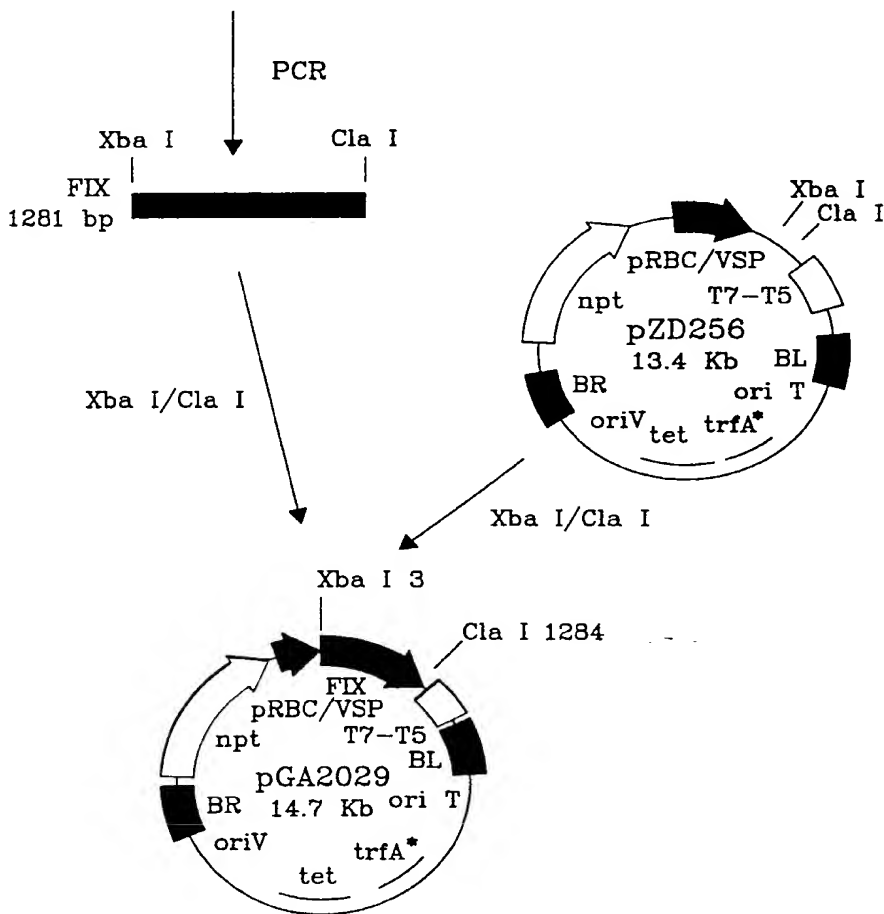 PCR
Xba I
Cla I
FIX
1281 bp
Xba I
Cla I
pRBC/VSP
npt
T7-T5
pZD256
13.4 Kb
BL
BR
ori T
oriV
tet
trfA*
Xba I/Cla I
Xba I/Cla I
Xba I 3
Cla I 1284
FIX
pRBC/VSP
npt
T7-T5
BL
pGA2029
BR
14.7 Kb
ori T
oriV
trfA*
tet